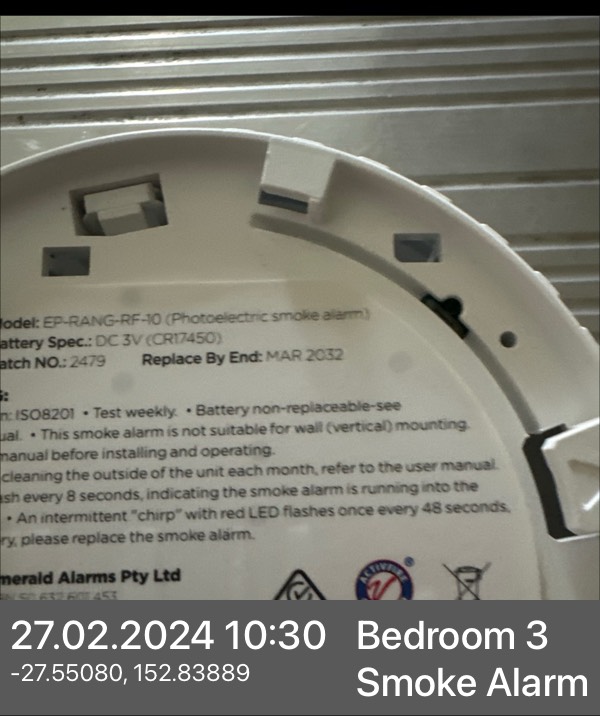 odel: EP-RANG-RF-10 (Photoelectric smoke alarm)
attery Spec.: DC 3V (CR17450)
atch NO.: 2479 Replace By End: MAR 2032
S:
n: ISO8201 • Test weekly. • Battery non-replaceable-see
ual. • This smoke alarm is not suitable for wall (vertical) mounting.
manual before installing and operating.
cleaning the outside of the unit each month, refer to the user manual.
ash every 8 seconds, indicating the smoke alarm is running into the
• An intermittent "chirp" with red LED flashes once every 48 seconds,
ry, please replace the smoke alarm.
merald Alarms Pty Ltd
ACTIVFIRE ®
27.02.2024 10:30 Bedroom 3
-27.55080, 152.83889 Smoke Alarm